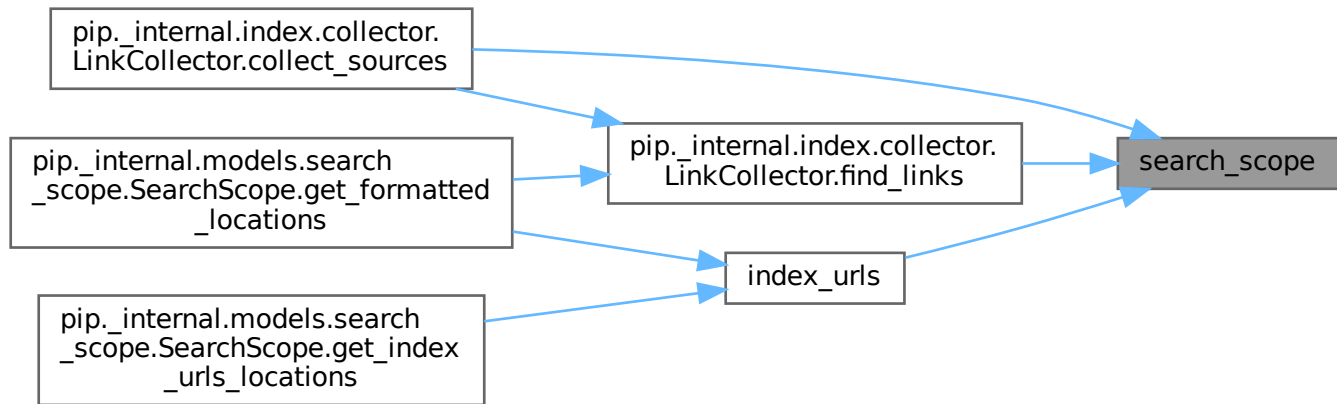 pip._internal.index.collector.
LinkCollector.collect_sources
pip._internal.models.search
_scope.SearchScope.get_formatted
_locations
pip._internal.models.search
_scope.SearchScope.get_index
_urls_locations
pip._internal.index.collector.
LinkCollector.find_links
index_urls
search_scope